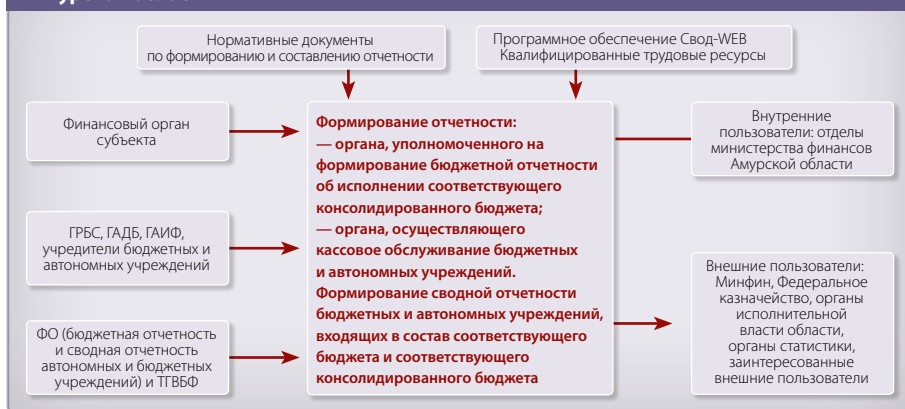 Нормативные документы
по формированию и составлению отчетности
Программное обеспечение Свод-WEB
Квалифицированные трудовые ресурсы
Финансовый орган
субъекта
ГРБС, ГАДБ, ГАИФ,
учредители бюджетных и
автономных учреждений
ФО (бюджетная отчетность
и сводная отчетность
автономных и бюджетных
учреждений) и ТГВБФ
Формирование отчетности:
— органа, уполномоченного на
формирование бюджетной отчетности
об исполнении соответствующего
консолидированного бюджета;
— органа, осуществляющего
кассовое обслуживание бюджетных
и автономных учреждений.
Формирование сводной отчетности
бюджетных и автономных учреждений,
входящих в состав соответствующего
бюджета и соответствующего
консолидированного бюджета
Внутренние
пользователи: отделы
министерства финансов
Амурской области
Внешние пользователи:
Минфин, Федеральное
казначейство, органы
исполнительной
власти области,
органы статистики,
заинтересованные
внешние пользователи